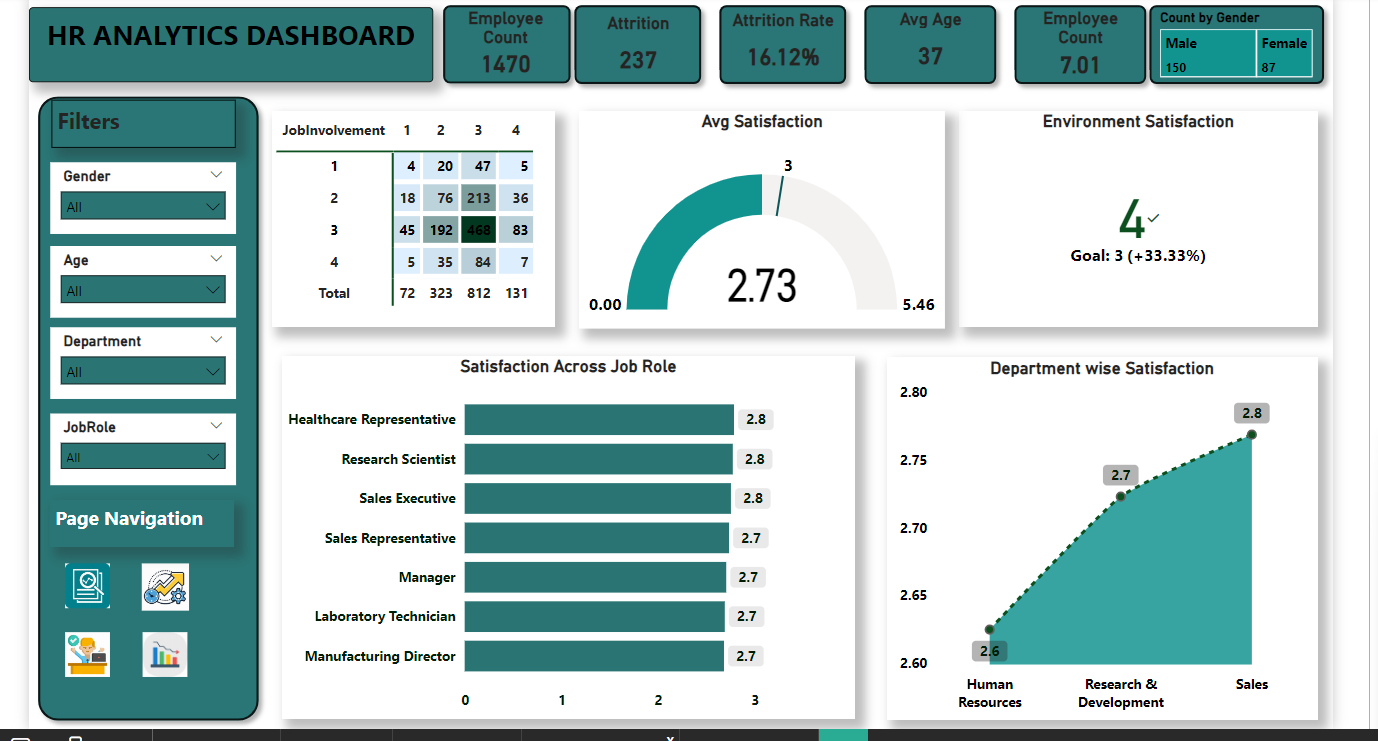 HR ANALYTICS DASHBOARD
Employee
Count
1470
Attrition
237
Attrition Rate
16.12%
Avg Age
37
Employee
Count
7.01
Count by Gender
Male Female
150 87
Filters
Gender
All
Age
All
Department
All
JobRole
All
Page Navigation
JobInvolvement 1 2 3 4
1 4 20 47 5
2 18 76 213 36
3 45 192 468 83
4 5 35 84 7
Total 72 323 812 131
Avg Satisfaction
3
2.73
0.00
5.46
Environment Satisfaction
4
Goal: 3 (+33.33%)
Satisfaction Across Job Role
Healthcare Representative 2.8
Research Scientist 2.8
Sales Executive 2.8
Sales Representative 2.7
Manager 2.7
Laboratory Technician 2.7
Manufacturing Director 2.7
0 1 2 3
Department wise Satisfaction
2.80
2.8
2.75
2.7
2.70
2.65
2.6
2.60
Human
Resources
Research &
Development
Sales